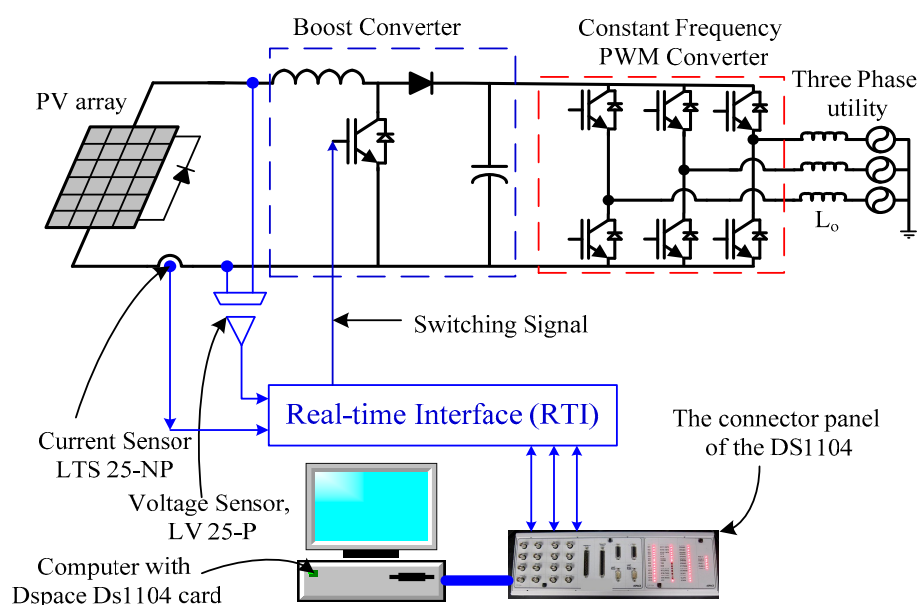 Boost Converter
Constant Frequency
PWM Converter
Three Phase
utility
PV array
L₀
Switching Signal
Real-time Interface (RTI)
The connector panel
of the DS1104
Current Sensor
LTS 25-NP
Voltage Sensor,
LV 25-P
Computer with
Dspace Ds1104 card